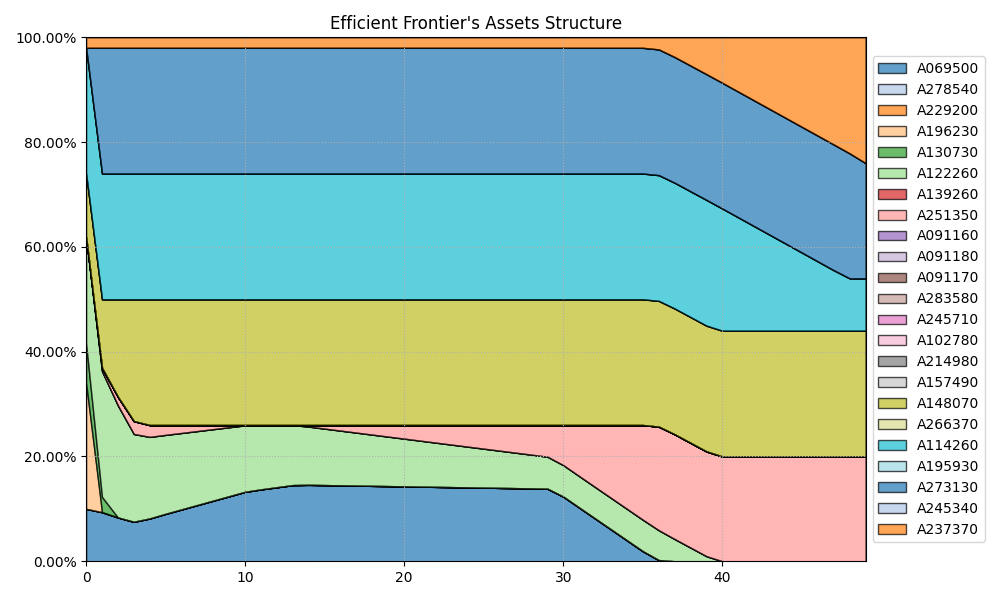 Efficient Frontier's Assets Structure
100.00%
80.00%
60.00%
40.00%
20.00%
0.00%
0
10
20
30
40
A069500
A278540
A229200
A196230
A130730
A122260
A139260
A251350
A091160
A091180
A091170
A283580
A245710
A102780
A214980
A157490
A148070
A266370
A114260
A195930
A273130
A245340
A237370